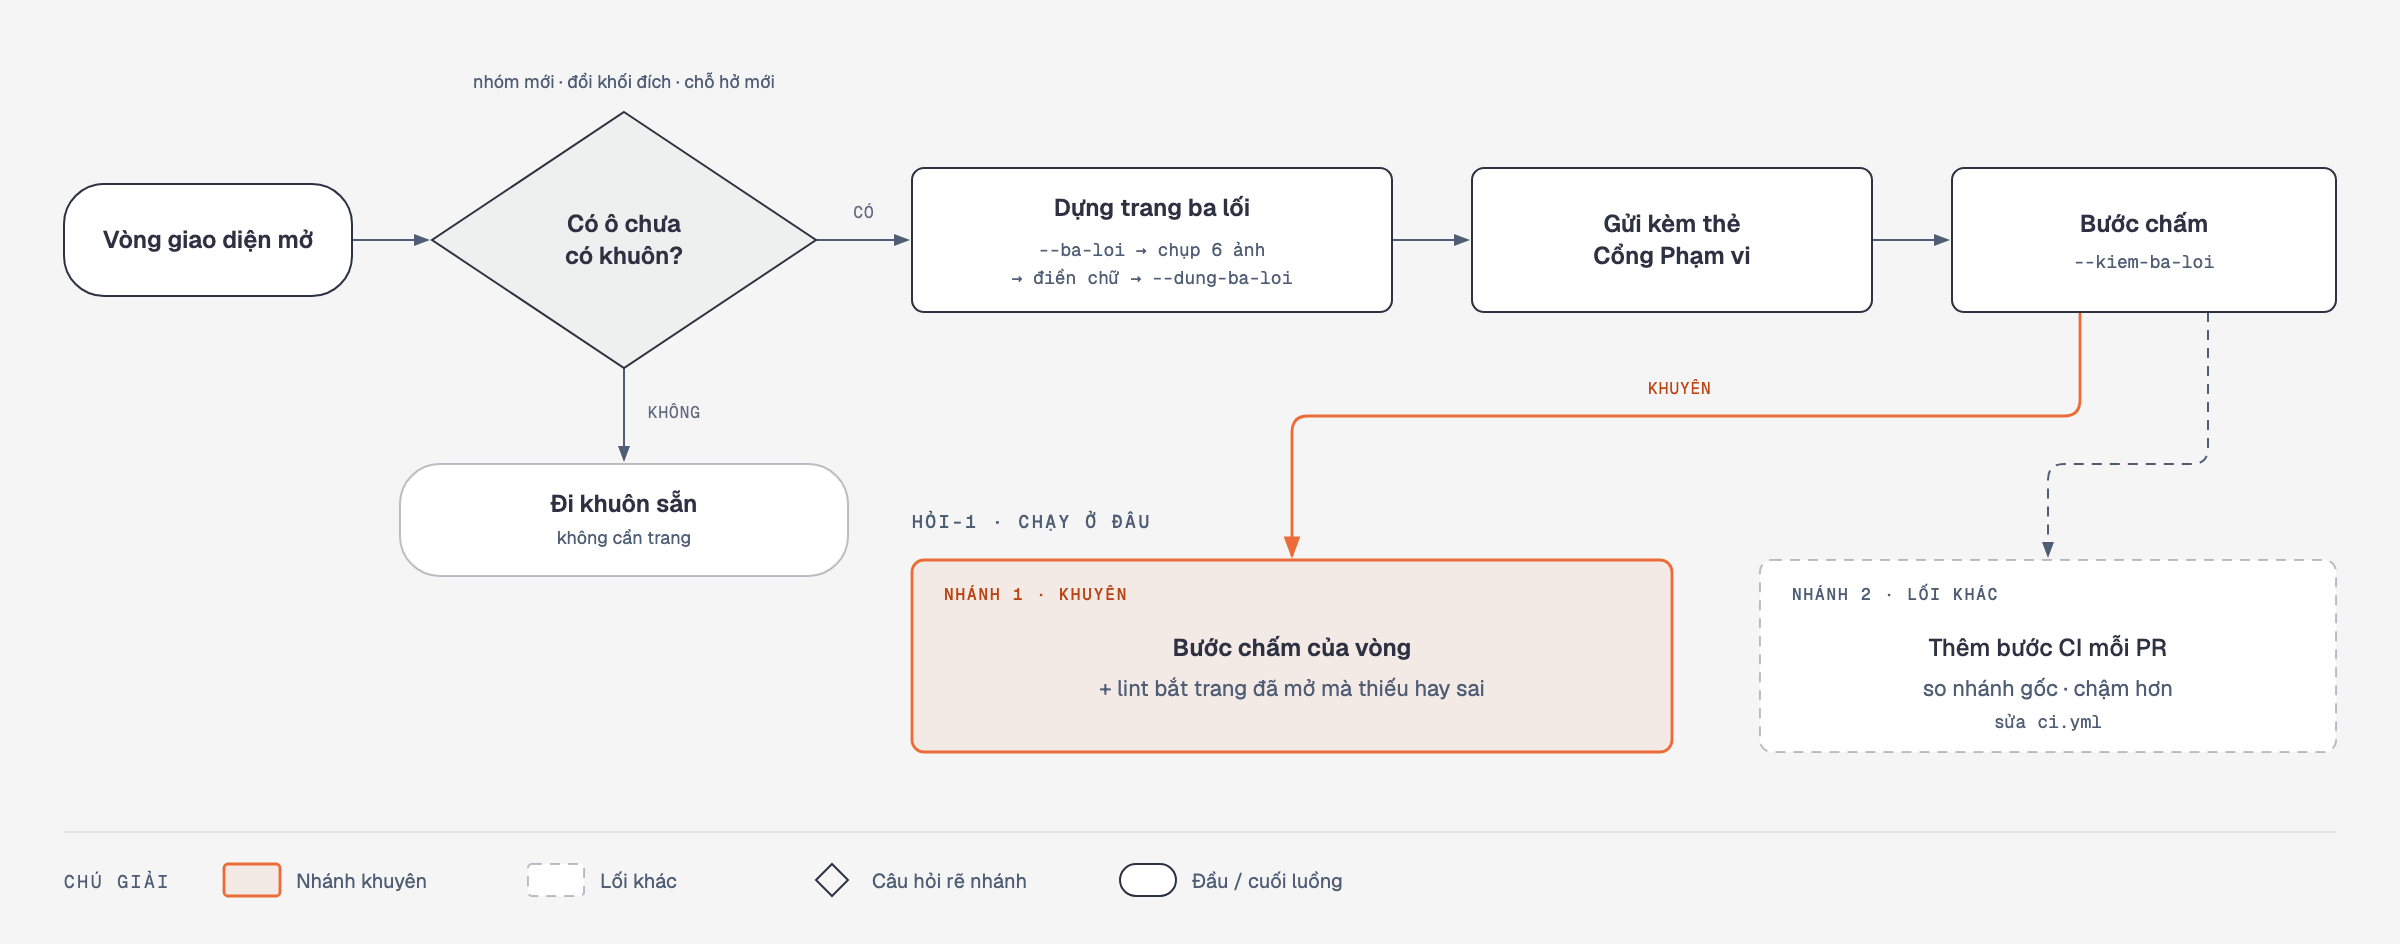 nhóm mới · đổi khối đích · chỗ hở mới
Vòng giao diện mở
Có ô chưa
có khuôn?
CÓ
Dựng trang ba lối
--ba-loi → chụp 6 ảnh
→ điền chữ → --dung-ba-loi
Gửi kèm thẻ
Cổng Phạm vi
Bước chấm
--kiem-ba-loi
KHÔNG
KHUYÊN
Đi khuôn sẵn
không cần trang
HỎI-1 · CHẠY Ở ĐÂU
NHÁNH 1 · KHUYÊN
Bước chấm của vòng
+ lint bắt trang đã mở mà thiếu hay sai
NHÁNH 2 · LỐI KHÁC
Thêm bước CI mỗi PR
so nhánh gốc · chậm hơn
sửa ci.yml
CHÚ GIẢI
Nhánh khuyên
Lối khác
Câu hỏi rẽ nhánh
Đầu / cuối luồng